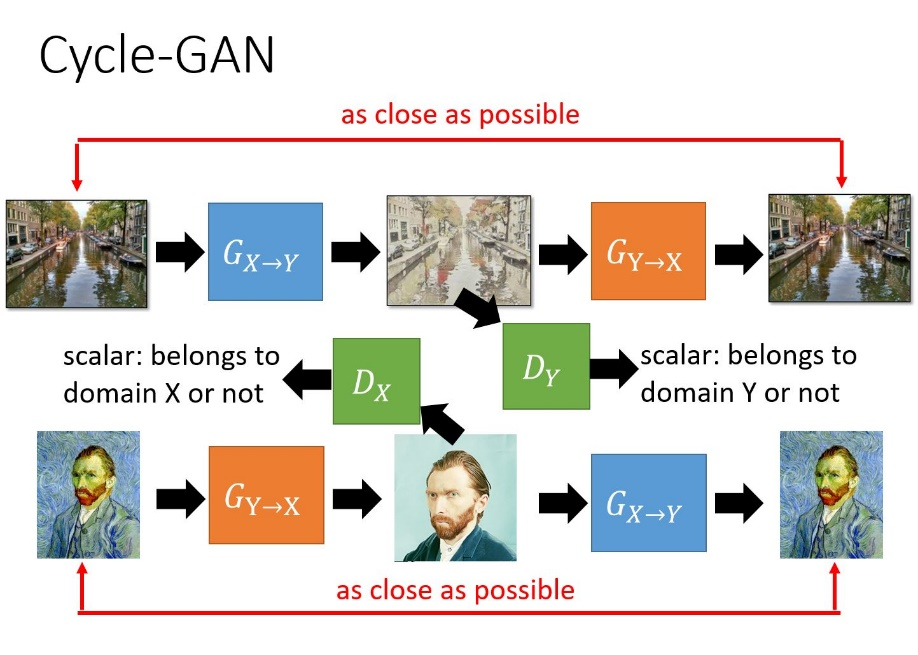 Cycle-GAN
as close as possible
G_{X→Y}
G_{Y→X}
scalar: belongs to
domain X or not
D_X
D_Y
scalar: belongs to
domain Y or not
G_{Y→X}
G_{X→Y}
as close as possible